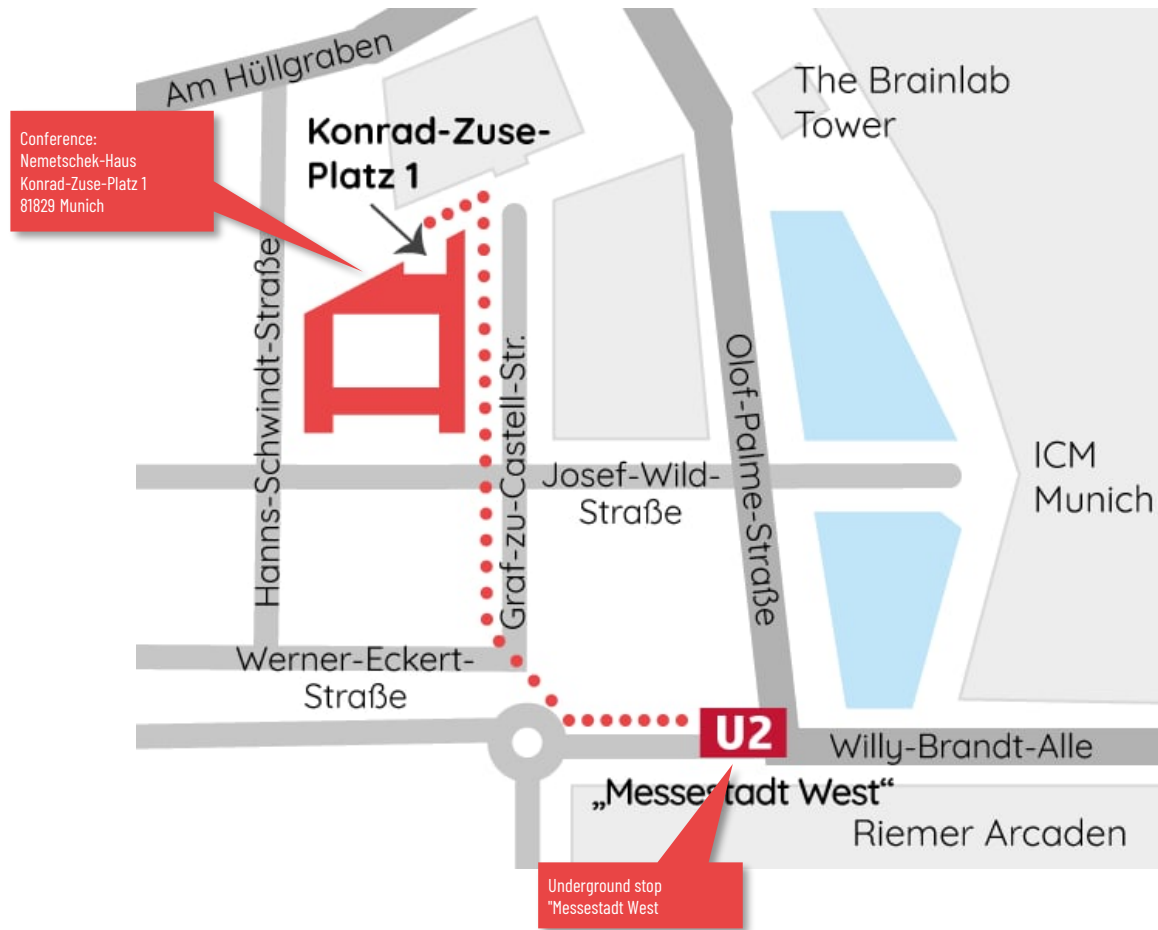 Am Hüllgraben
The Brainlab
Tower
Conference:
Nemetschek-Haus
Konrad-Zuse-Platz 1
81829 Munich
Konrad-Zuse-
Platz 1
Hanns-Schwindt-Straße
Graf-zu-Castell-Str.
Olof-Palme-Straße
ICM
Munich
Josef-Wild-
Straße
Werner-Eckert-
Straße
U2
Willy-Brandt-Alle
„Messestadt West“
Riemer Arcaden
Underground stop
"Messestadt West